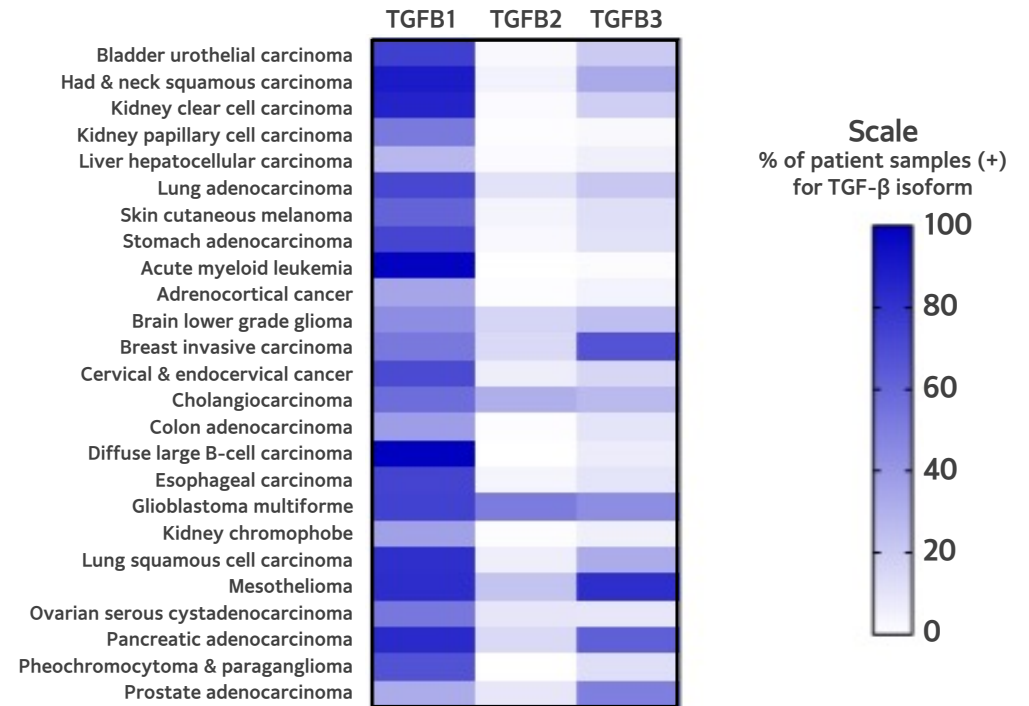 TGFB1 TGFB2 TGFB3
Bladder urothelial carcinoma
Had & neck squamous carcinoma
Kidney clear cell carcinoma
Kidney papillary cell carcinoma
Liver hepatocellular carcinoma
Lung adenocarcinoma
Skin cutaneous melanoma
Stomach adenocarcinoma
Acute myeloid leukemia
Adrenocortical cancer
Brain lower grade glioma
Breast invasive carcinoma
Cervical & endocervical cancer
Cholangiocarcinoma
Colon adenocarcinoma
Diffuse large B-cell carcinoma
Esophageal carcinoma
Glioblastoma multiforme
Kidney chromophobe
Lung squamous cell carcinoma
Mesothelioma
Ovarian serous cystadenocarcinoma
Pancreatic adenocarcinoma
Pheochromocytoma & paraganglioma
Prostate adenocarcinoma
Scale
% of patient samples (+)
for TGF-β isoform
100
80
60
40
20
0